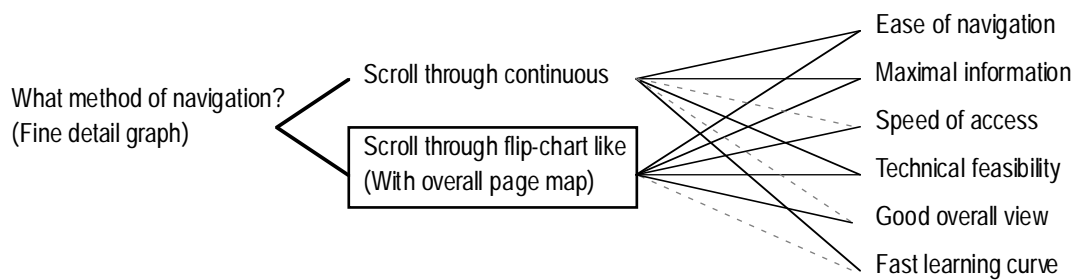 What method of navigation?
(Fine detail graph)
Scroll through continuous
Scroll through flip-chart like
(With overall page map)
Ease of navigation
Maximal information
Speed of access
Technical feasibility
Good overall view
Fast learning curve